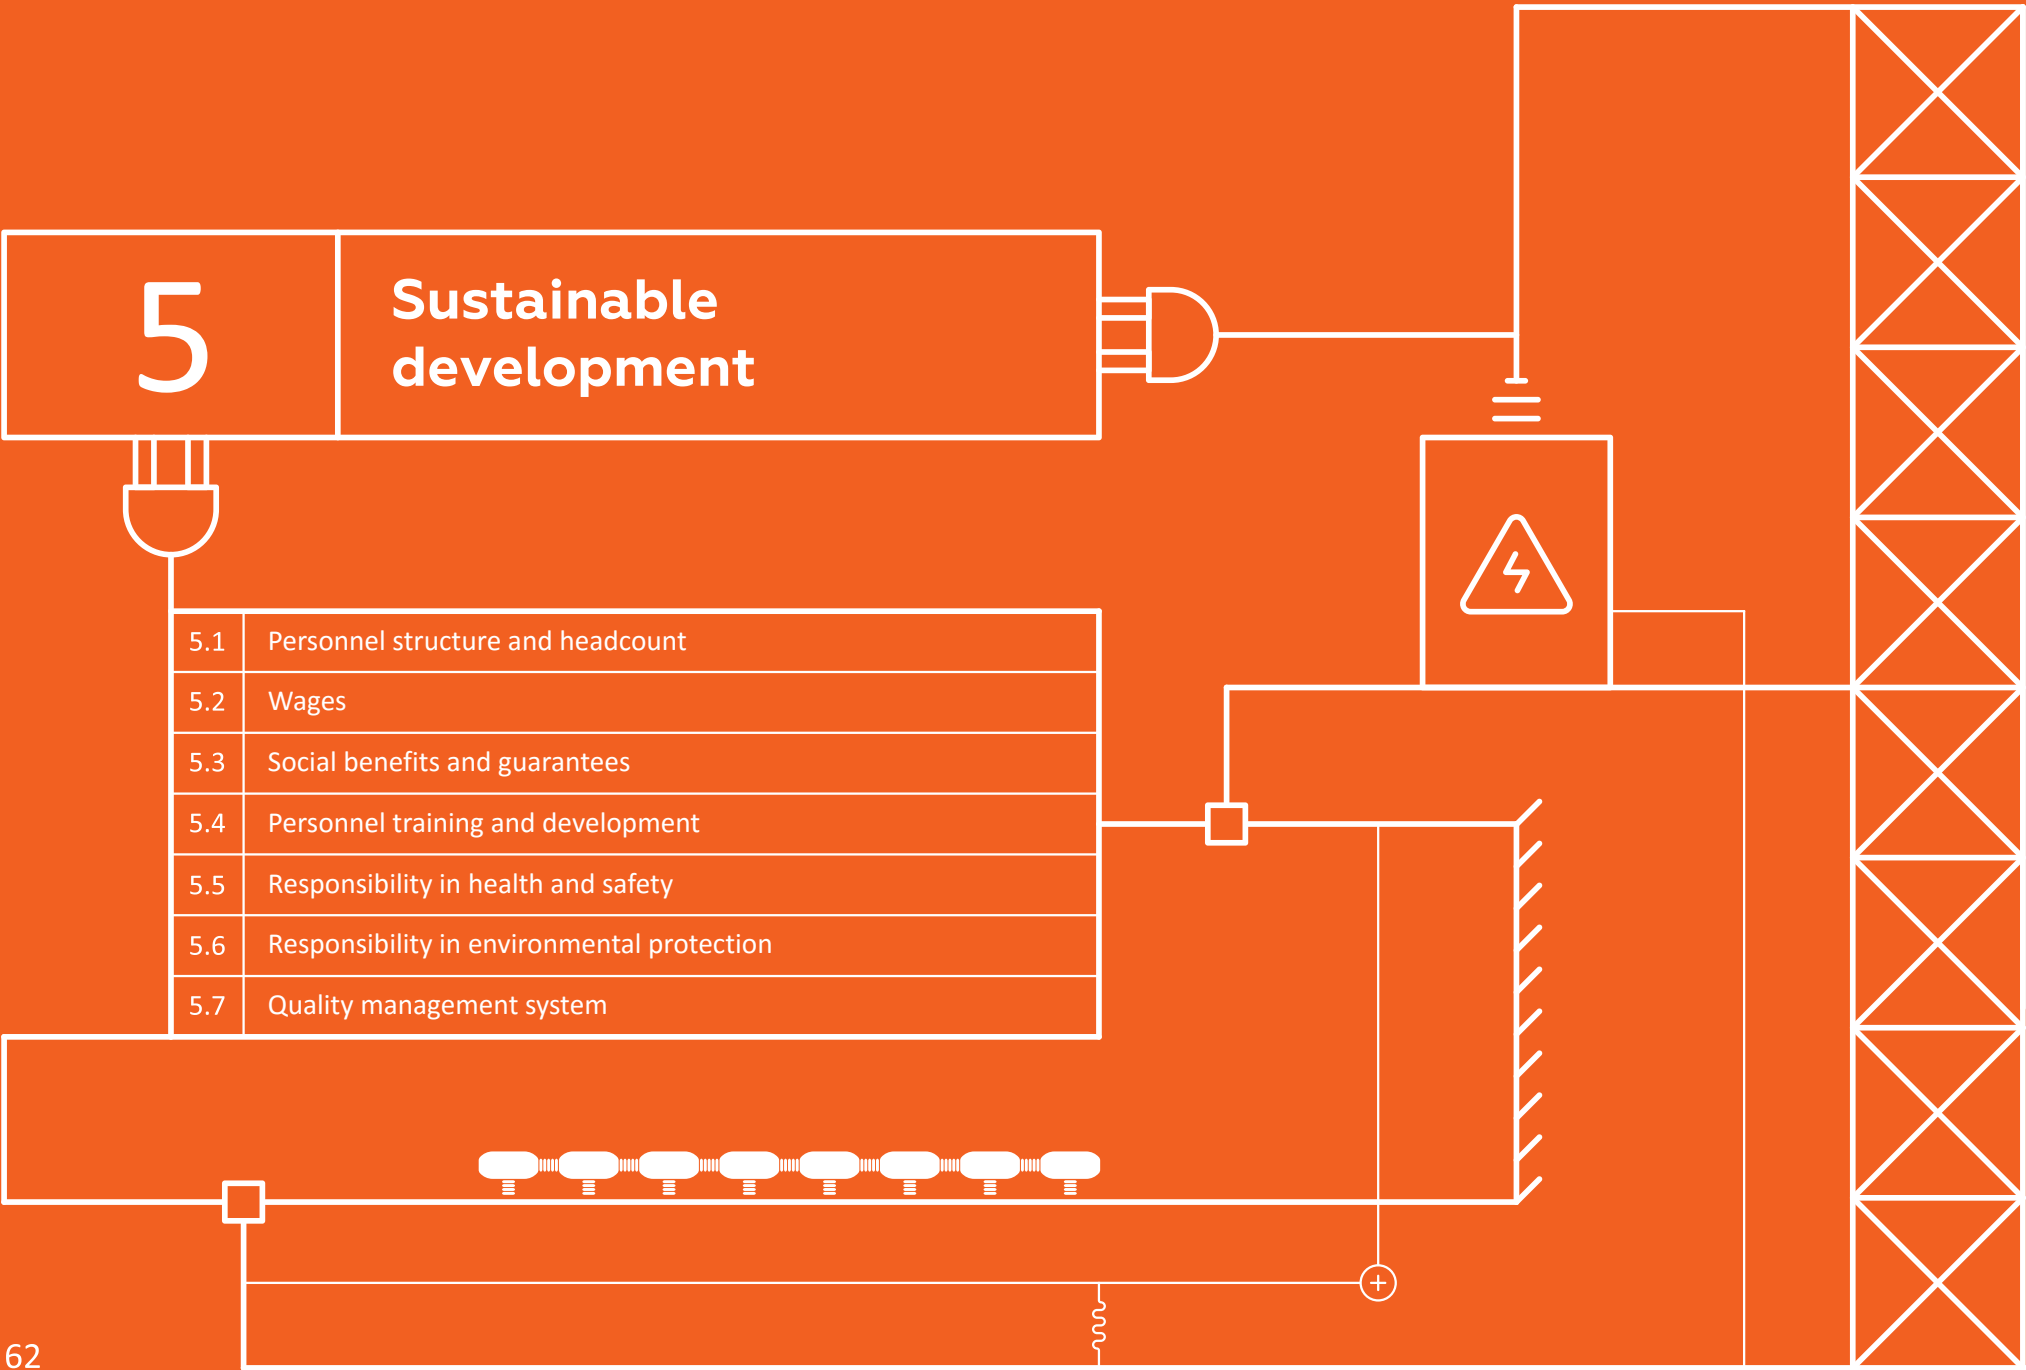 5
Sustainable
development
5.1 Personnel structure and headcount
5.2 Wages
5.3 Social benefits and guarantees
5.4 Personnel training and development
5.5 Responsibility in health and safety
5.6 Responsibility in environmental protection
5.7 Quality management system
62